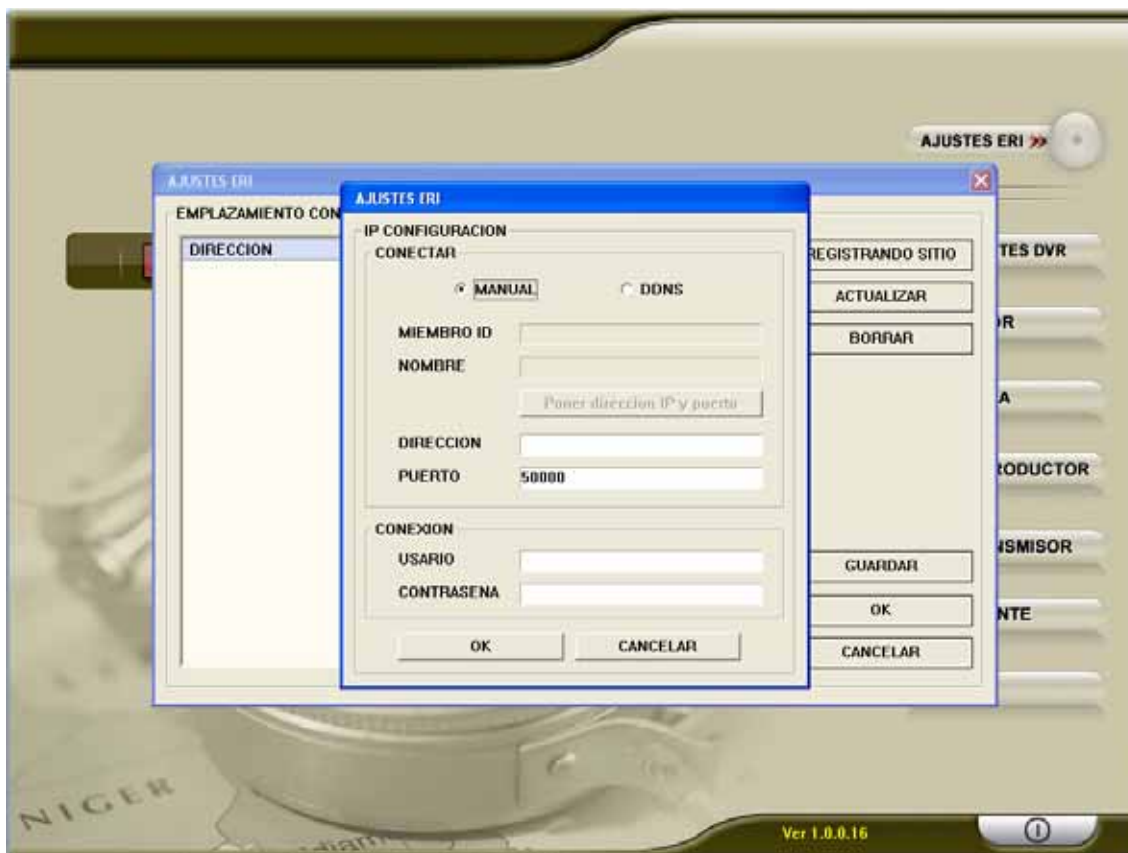 AJUSTES ERI
AJUSTES ERI
AJUSTES ERI
EMPLAZAMIENTO CON
IP CONFIGURACION
DIRECCION
CONECTAR
REGISTRANDO SITIO
TES DVR
MANUAL
DDNS
ACTUALIZAR
MIEMBRO ID
BORRAR
NOMBRE
Poner direccion IP y puerto
DIRECCION
PUERTO
50000
RODUCTOR
CONEXION
NSMISOR
USARIO
GUARDAR
CONTRASENA
OK
NTE
OK
CANCELAR
CANCELAR
NIGER
Ver 1.0.0.16